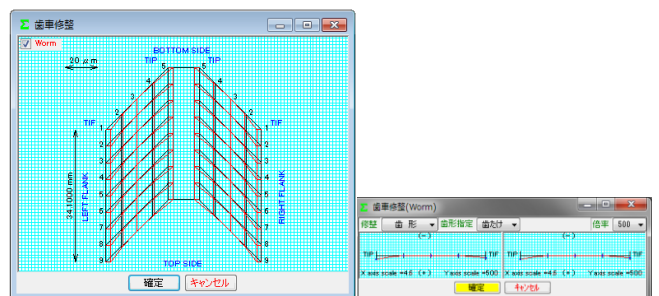 Σ 歯車修整
Worm
20 μm
BOTTOM SIDE
TIP TIP
5 5
4 4
3 3
2 2
TIF 1 1 TIF
2 2
3 3
4 4
5 5
6 6
7 7
8 8
9 9
34.1000 mm
LEFT FLANK
RIGHT FLANK
TOP SIDE
確定 キャンセル
Σ 歯車修整(Worm)
修整 歯 形 歯形指定 歯たけ 倍率 500
(-) (-)
TIP TIF TIP TIF
X axis scale =4.6 (+) Y axis scale =500 X axis scale =4.6 (+) Y axis scale =500
確定 キャンセル